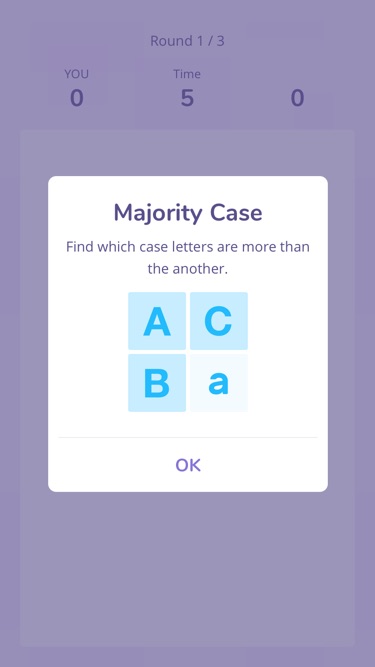 Round 1 / 3
YOU Time
0 5 0
Majority Case
Find which case letters are more than
the another.
A C
B a
OK